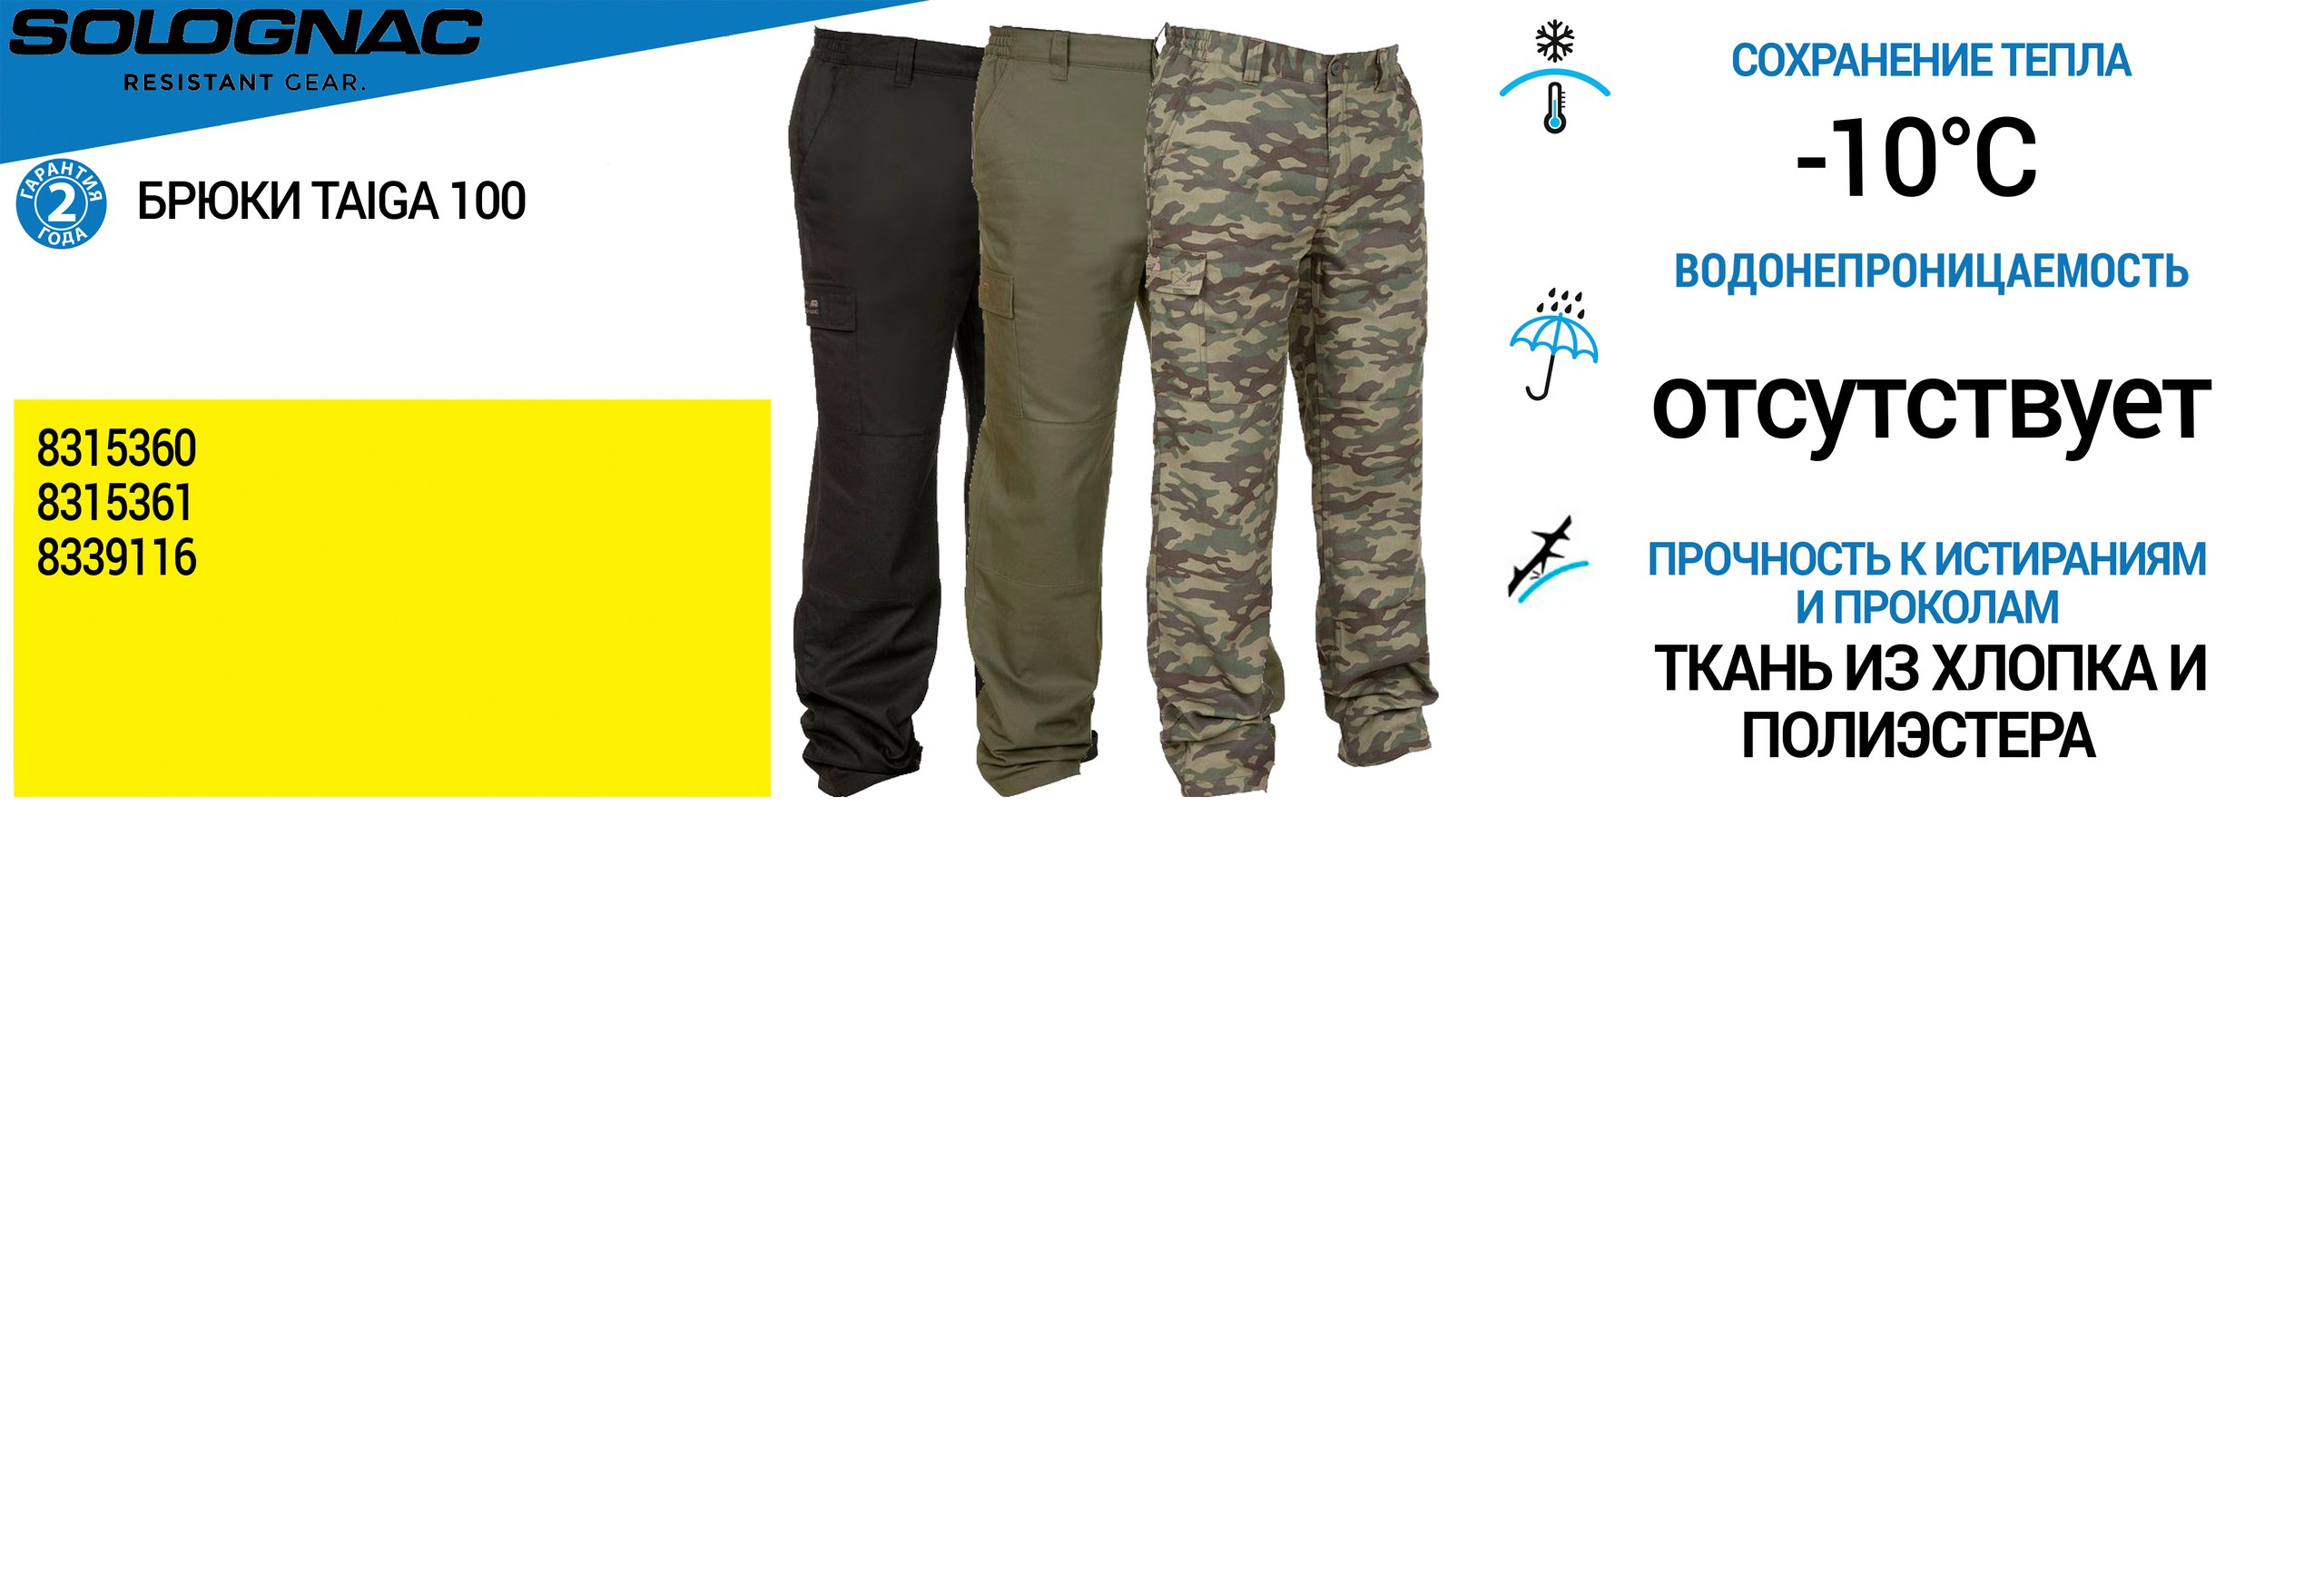 SOLOGNAC
RESISTANT GEAR.
ГАРАНТИЯ
2
ГОДА
БРЮКИ TAIGA 100
8315360
8315361
8339116
СОХРАНЕНИЕ ТЕПЛА
-10°C
ВОДОНЕПРОНИЦАЕМОСТЬ
отсутствует
ПРОЧНОСТЬ К ИСТИРАНИЯМ
И ПРОКОЛАМ
ТКАНЬ ИЗ ХЛОПКА И
ПОЛИЭСТЕРА